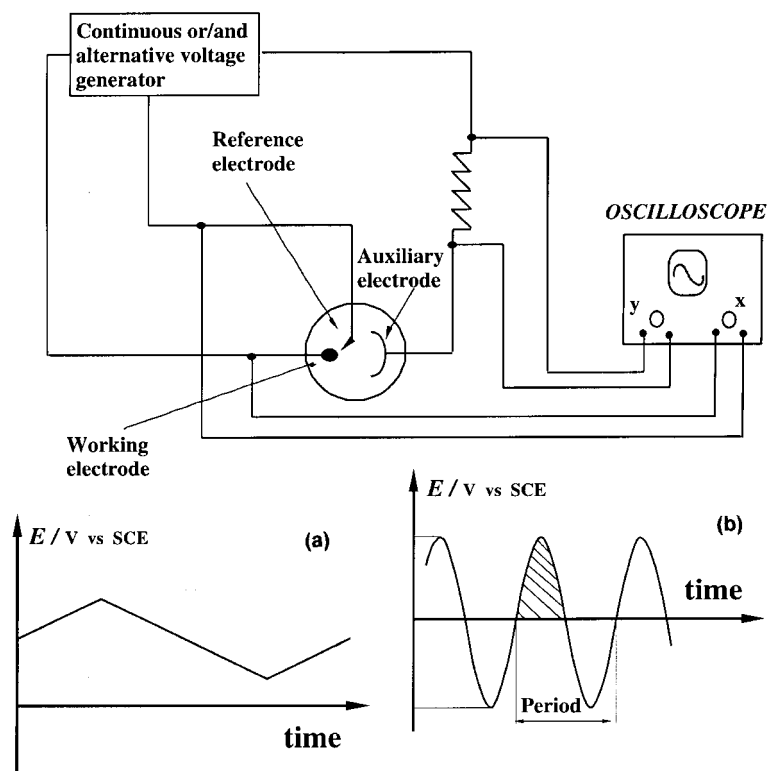 Continuous or/and
alternative voltage
generator
Reference
electrode
OSCILLOSCOPE
Auxiliary
electrode
y
x
Working
electrode
E / V vs SCE
(a)
time
E / V vs SCE
(b)
time
Period